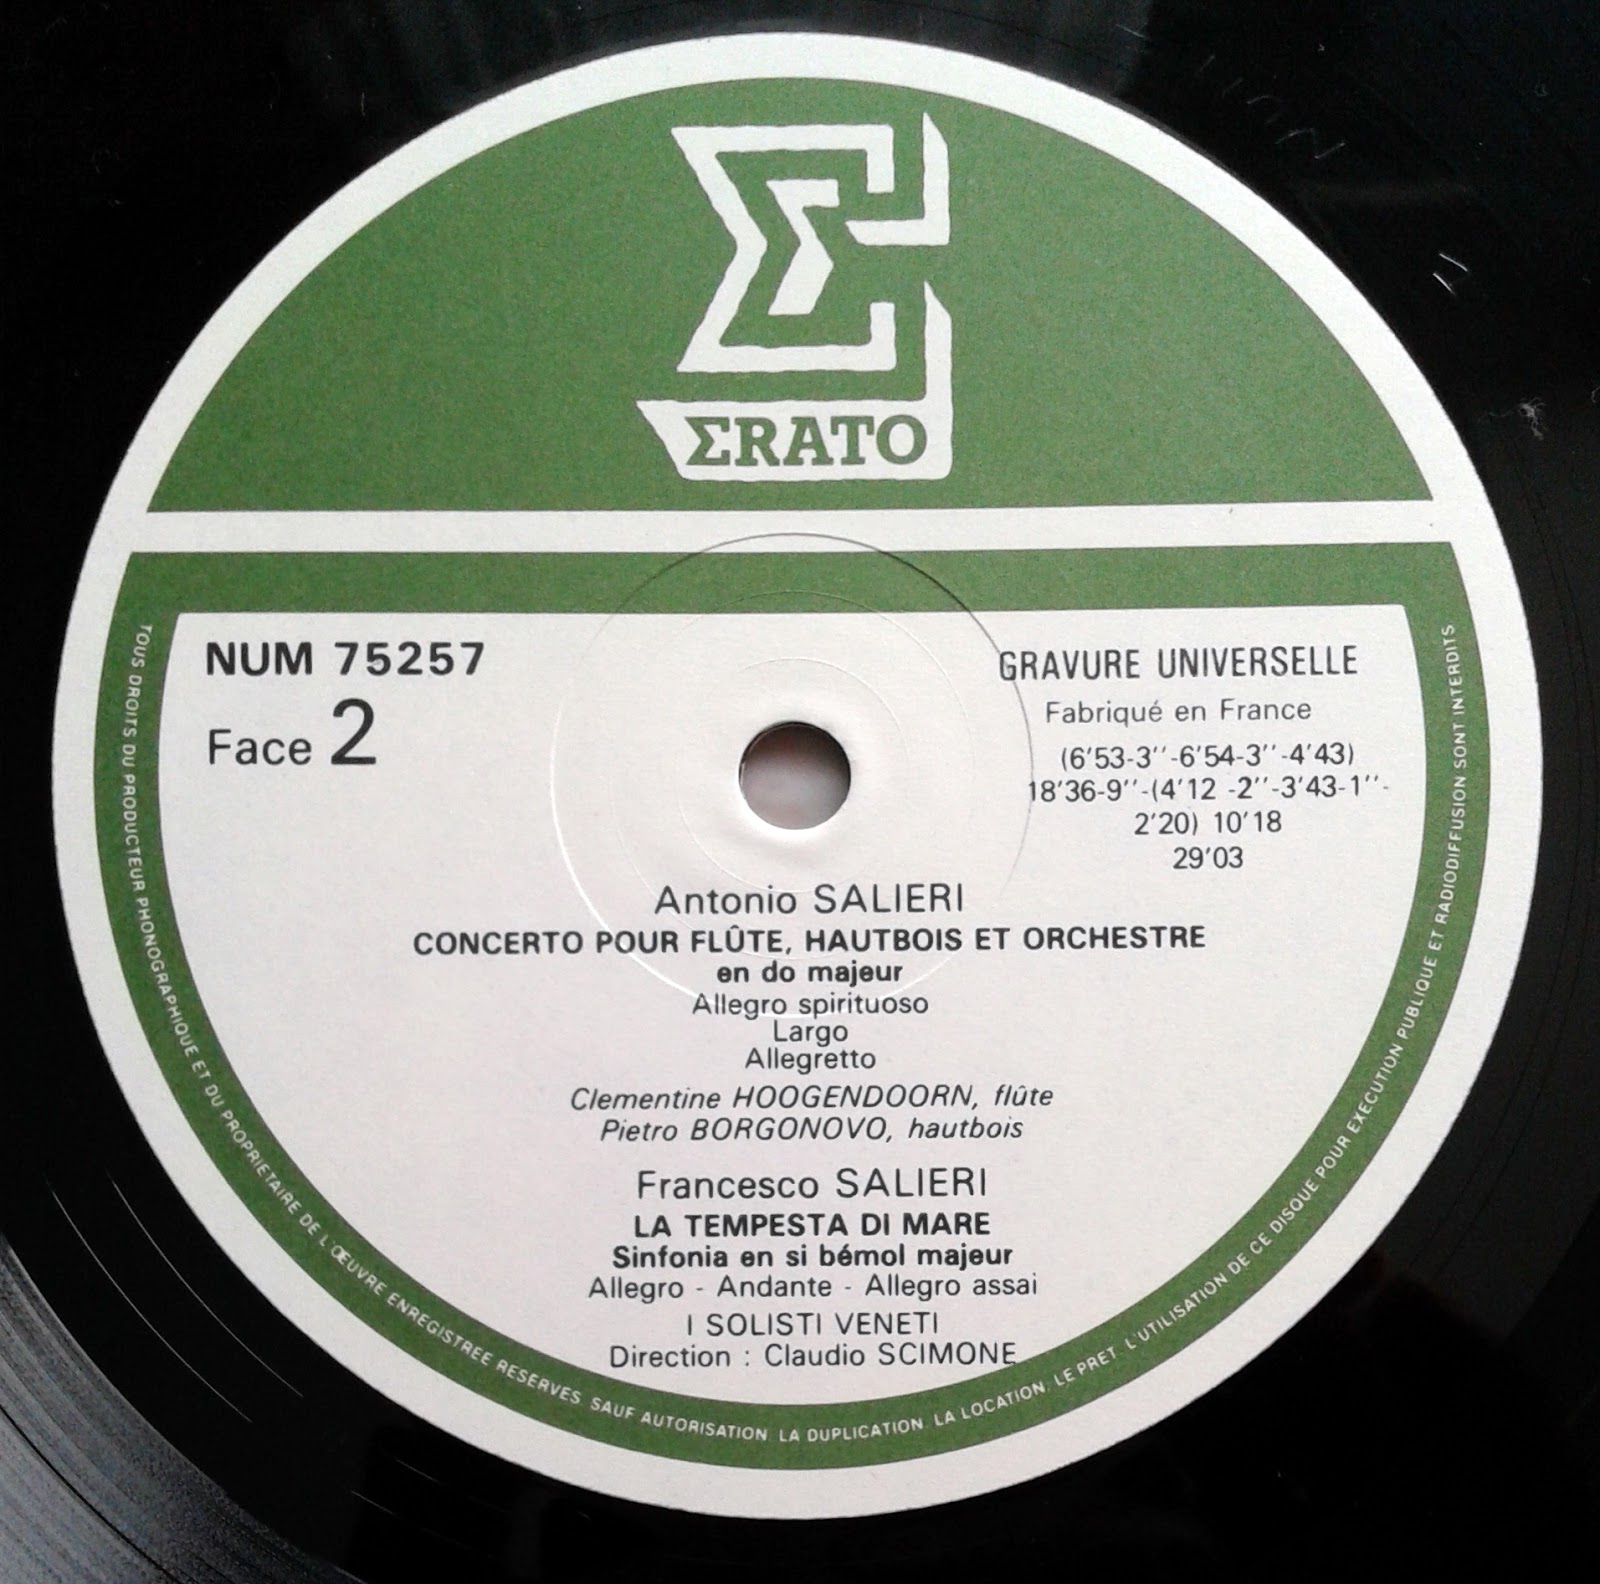 ΣRATO
NUM 75257
Face 2
GRAVURE UNIVERSELLE
Fabriqué en France
(6'53-3''-6'54-3''-4'43)
18'36-9''-(4'12 -2''-3'43-1''-
2'20) 10'18
29'03
Antonio SALIERI
CONCERTO POUR FLÛTE, HAUTBOIS ET ORCHESTRE
en do majeur
Allegro spirituoso
Largo
Allegretto
Clementine HOOGENDOORN, flûte
Pietro BORGONOVO, hautbois
Francesco SALIERI
LA TEMPESTA DI MARE
Sinfonia en si bémol majeur
Allegro - Andante - Allegro assai
I SOLISTI VENETI
Direction : Claudio SCIMONE
TOUS DROITS DU PRODUCTEUR PHONOGRAPHIQUE ET DU PROPRIETAIRE DE L'ŒUVRE ENREGISTREE RESERVES. SAUF AUTORISATION LA DUPLICATION. LA LOCATION. LE PRET. L'UTILISATION DE CE DISQUE POUR EXECUTION PUBLIQUE ET RADIODIFFUSION SONT INTERDITS